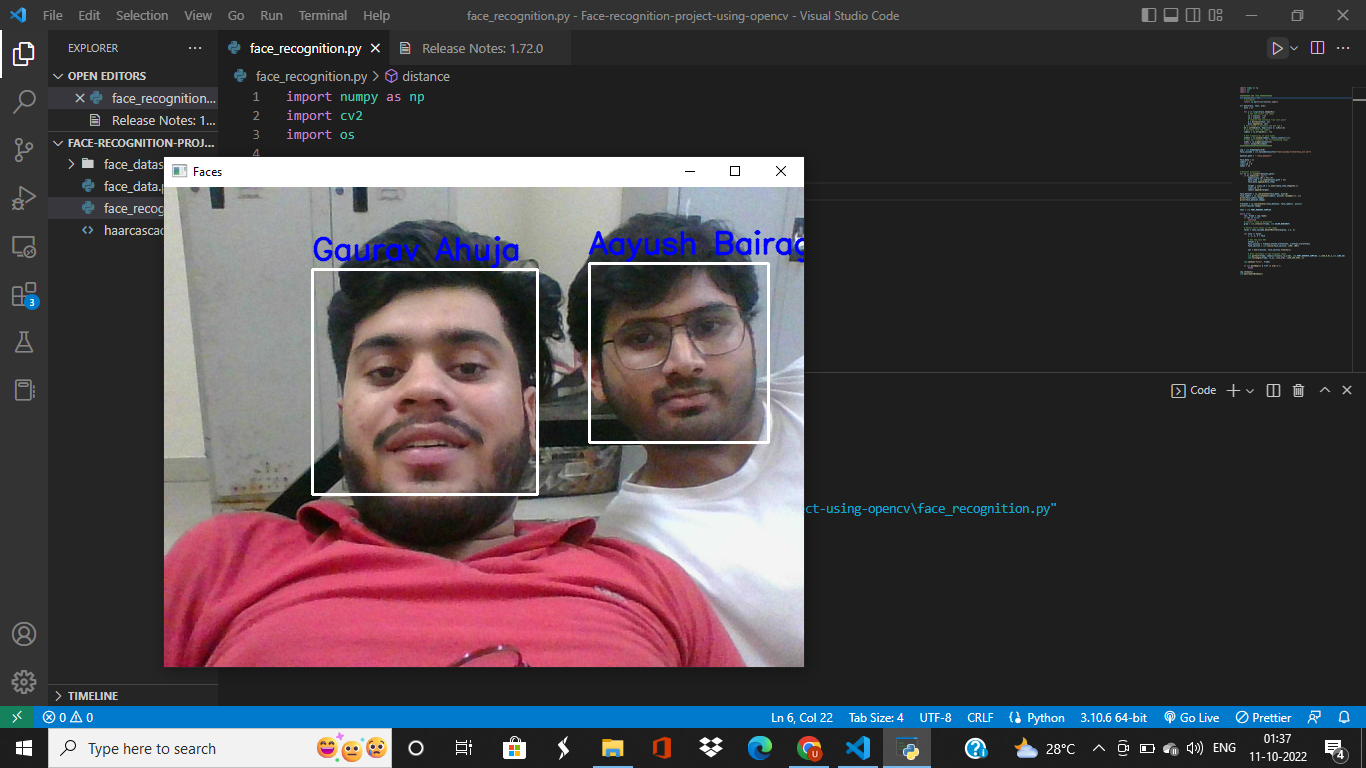 File Edit Selection View Go Run Terminal Help
face_recognition.py - Face-recognition-project-using-opencv - Visual Studio Code
EXPLORER
OPEN EDITORS
face_recognition...
Release Notes: 1...
FACE-RECOGNITION-PROJ...
face_datas
face_data.p
face_recog
haarcascad
TIMELINE
face_recognition.py
Release Notes: 1.72.0
face_recognition.py > distance
1 import numpy as np
2 import cv2
3 import os
4
Faces
Gaurav Ahuja
Aayush Bairag
Code
ct-using-opencv\face_recognition.py"
3
0 0
Ln 6, Col 22 Tab Size: 4 UTF-8 CRLF Python 3.10.6 64-bit Go Live Prettier
Type here to search
U
28°C
ENG
01:37
11-10-2022
4